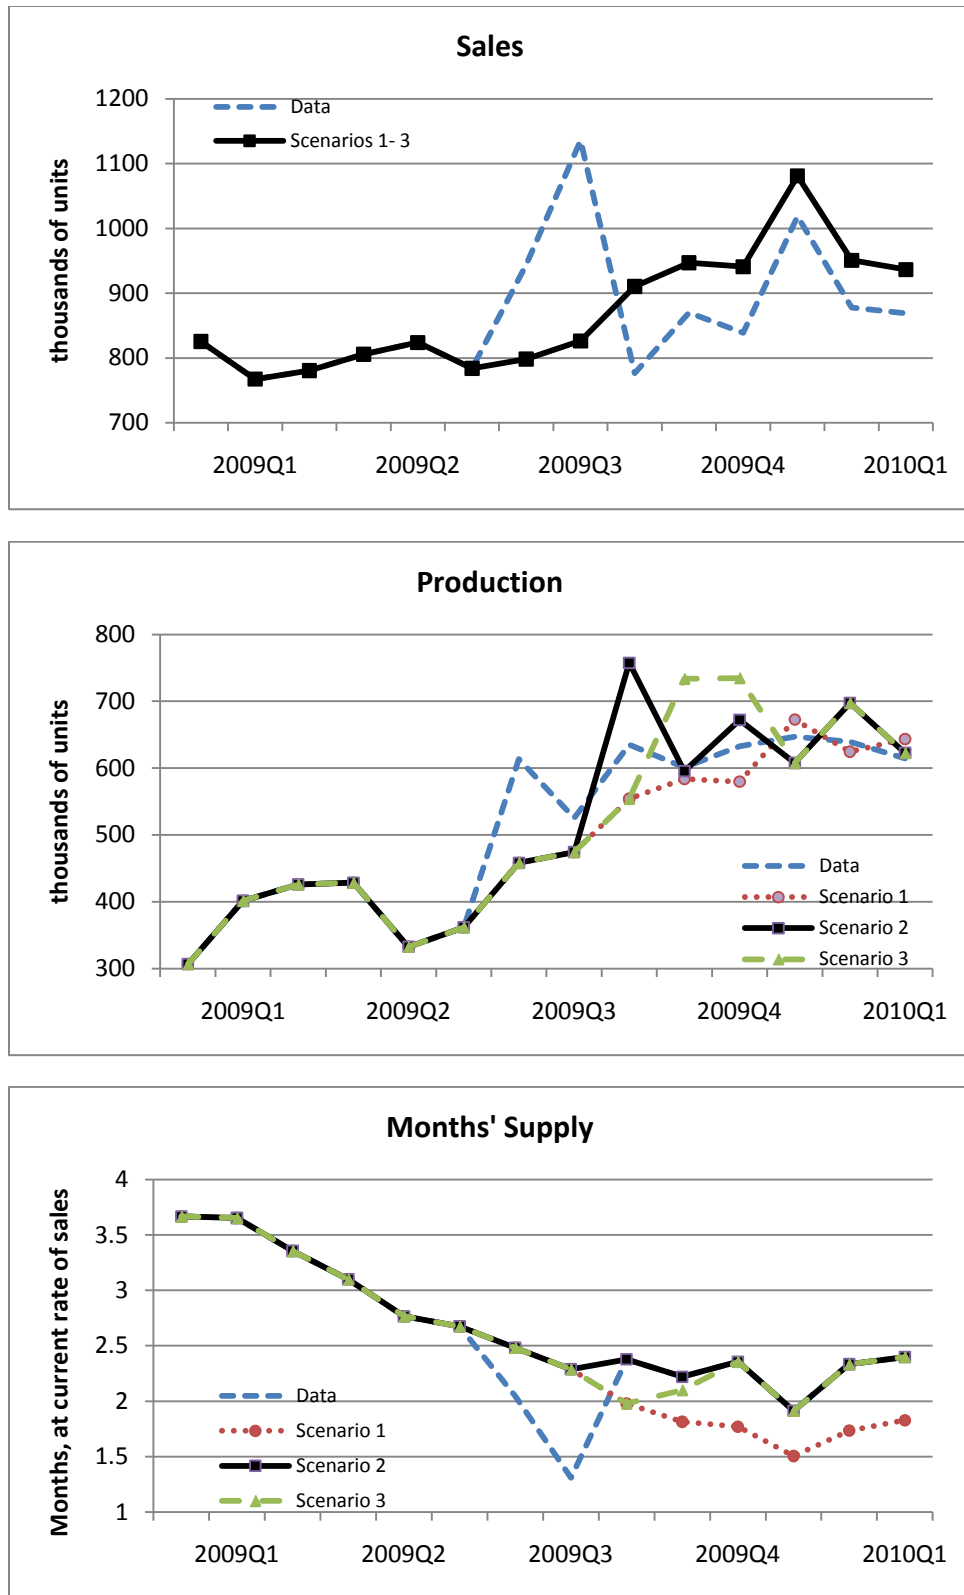 Sales
thousands of units
1200
1100
1000
900
800
700
Data
Scenarios 1- 3
2009Q1 2009Q2 2009Q3 2009Q4 2010Q1
Production
thousands of units
800
700
600
500
400
300
Data
Scenario 1
Scenario 2
Scenario 3
2009Q1 2009Q2 2009Q3 2009Q4 2010Q1
Months' Supply
Months, at current rate of sales
4
3.5
3
2.5
2
1.5
1
Data
Scenario 1
Scenario 2
Scenario 3
2009Q1 2009Q2 2009Q3 2009Q4 2010Q1